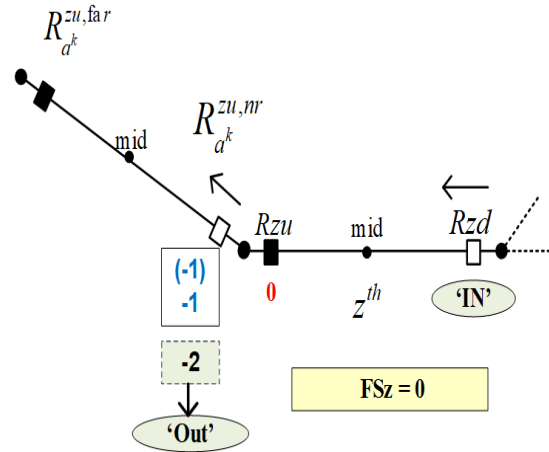 R_{a^k}^{zu,far}
mid
R_{a^k}^{zu,nr}
Rzu
mid
Rzd
(-1)
-1
0
z^{th}
'IN'
-2
FSz = 0
'Out'